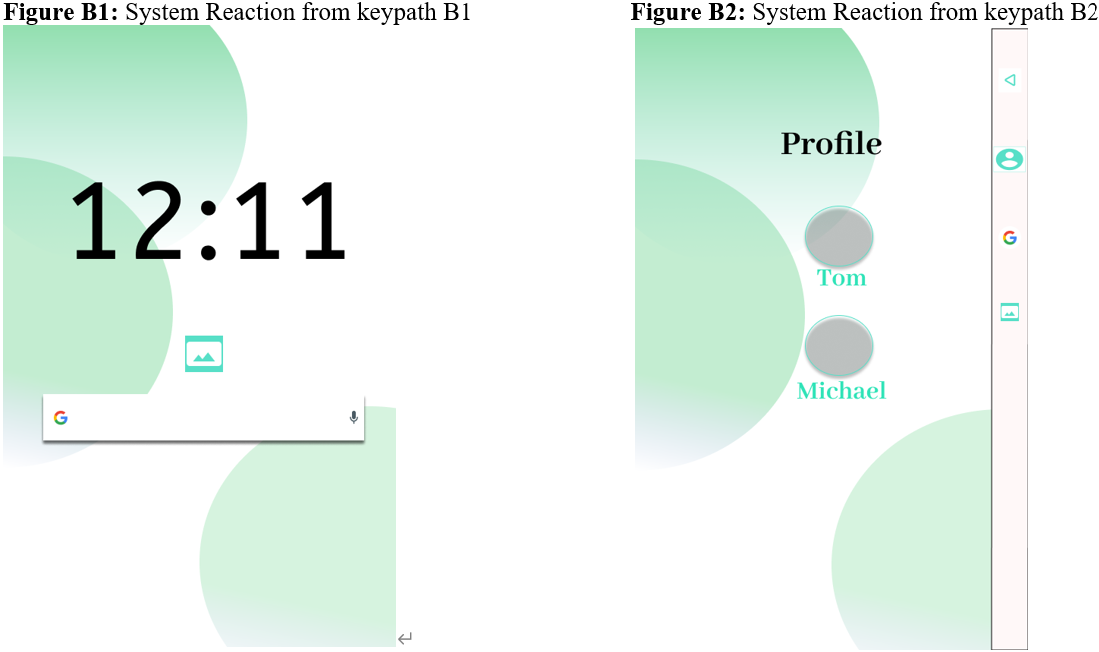 Figure B1: System Reaction from keypath B1
12:11
Figure B2: System Reaction from keypath B2
Profile
Tom
Michael